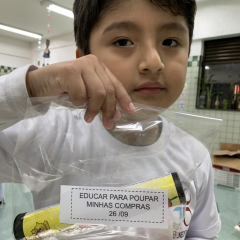 EDUCAR PARA POUPAR
MINHAS COMPRAS
26 /09